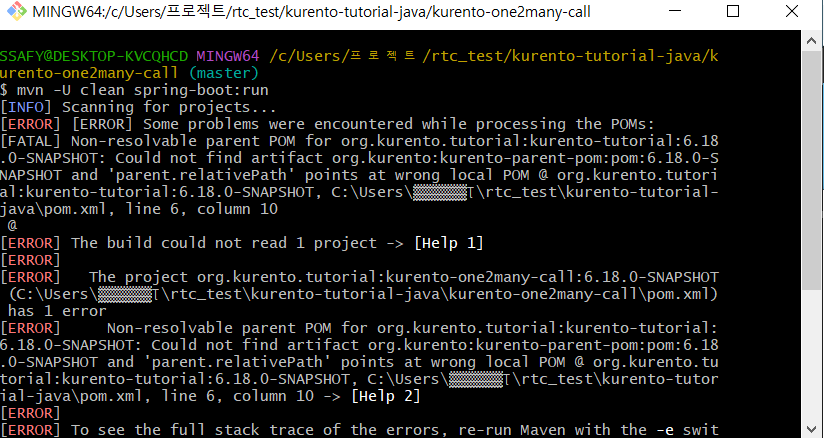 MINGW64:/c/Users/프로젝트/rtc_test/kurento-tutorial-java/kurento-one2many-call
SSAFY@DESKTOP-KVCQHCD MINGW64 /c/Users/프로젝트/rtc_test/kurento-tutorial-java/k
urento-one2many-call (master)
$ mvn -U clean spring-boot:run
[INFO] Scanning for projects...
[ERROR] [ERROR] Some problems were encountered while processing the POMs:
[FATAL] Non-resolvable parent POM for org.kurento.tutorial:kurento-tutorial:6.18
.0-SNAPSHOT: Could not find artifact org.kurento:kurento-parent-pom:pom:6.18.0-S
NAPSHOT and 'parent.relativePath' points at wrong local POM @ org.kurento.tutori
al:kurento-tutorial:6.18.0-SNAPSHOT, C:\Users\▒▒▒▒▒▒Ʈ\rtc_test\kurento-tutorial-
java\pom.xml, line 6, column 10
@
[ERROR] The build could not read 1 project -> [Help 1]
[ERROR]
[ERROR]   The project org.kurento.tutorial:kurento-one2many-call:6.18.0-SNAPSHOT
(C:\Users\▒▒▒▒▒▒Ʈ\rtc_test\kurento-tutorial-java\kurento-one2many-call\pom.xml)
has 1 error
[ERROR]     Non-resolvable parent POM for org.kurento.tutorial:kurento-tutorial:
6.18.0-SNAPSHOT: Could not find artifact org.kurento:kurento-parent-pom:pom:6.18
.0-SNAPSHOT and 'parent.relativePath' points at wrong local POM @ org.kurento.tu
torial:kurento-tutorial:6.18.0-SNAPSHOT, C:\Users\▒▒▒▒▒▒Ʈ\rtc_test\kurento-tutor
ial-java\pom.xml, line 6, column 10 -> [Help 2]
[ERROR]
[ERROR] To see the full stack trace of the errors, re-run Maven with the -e swit